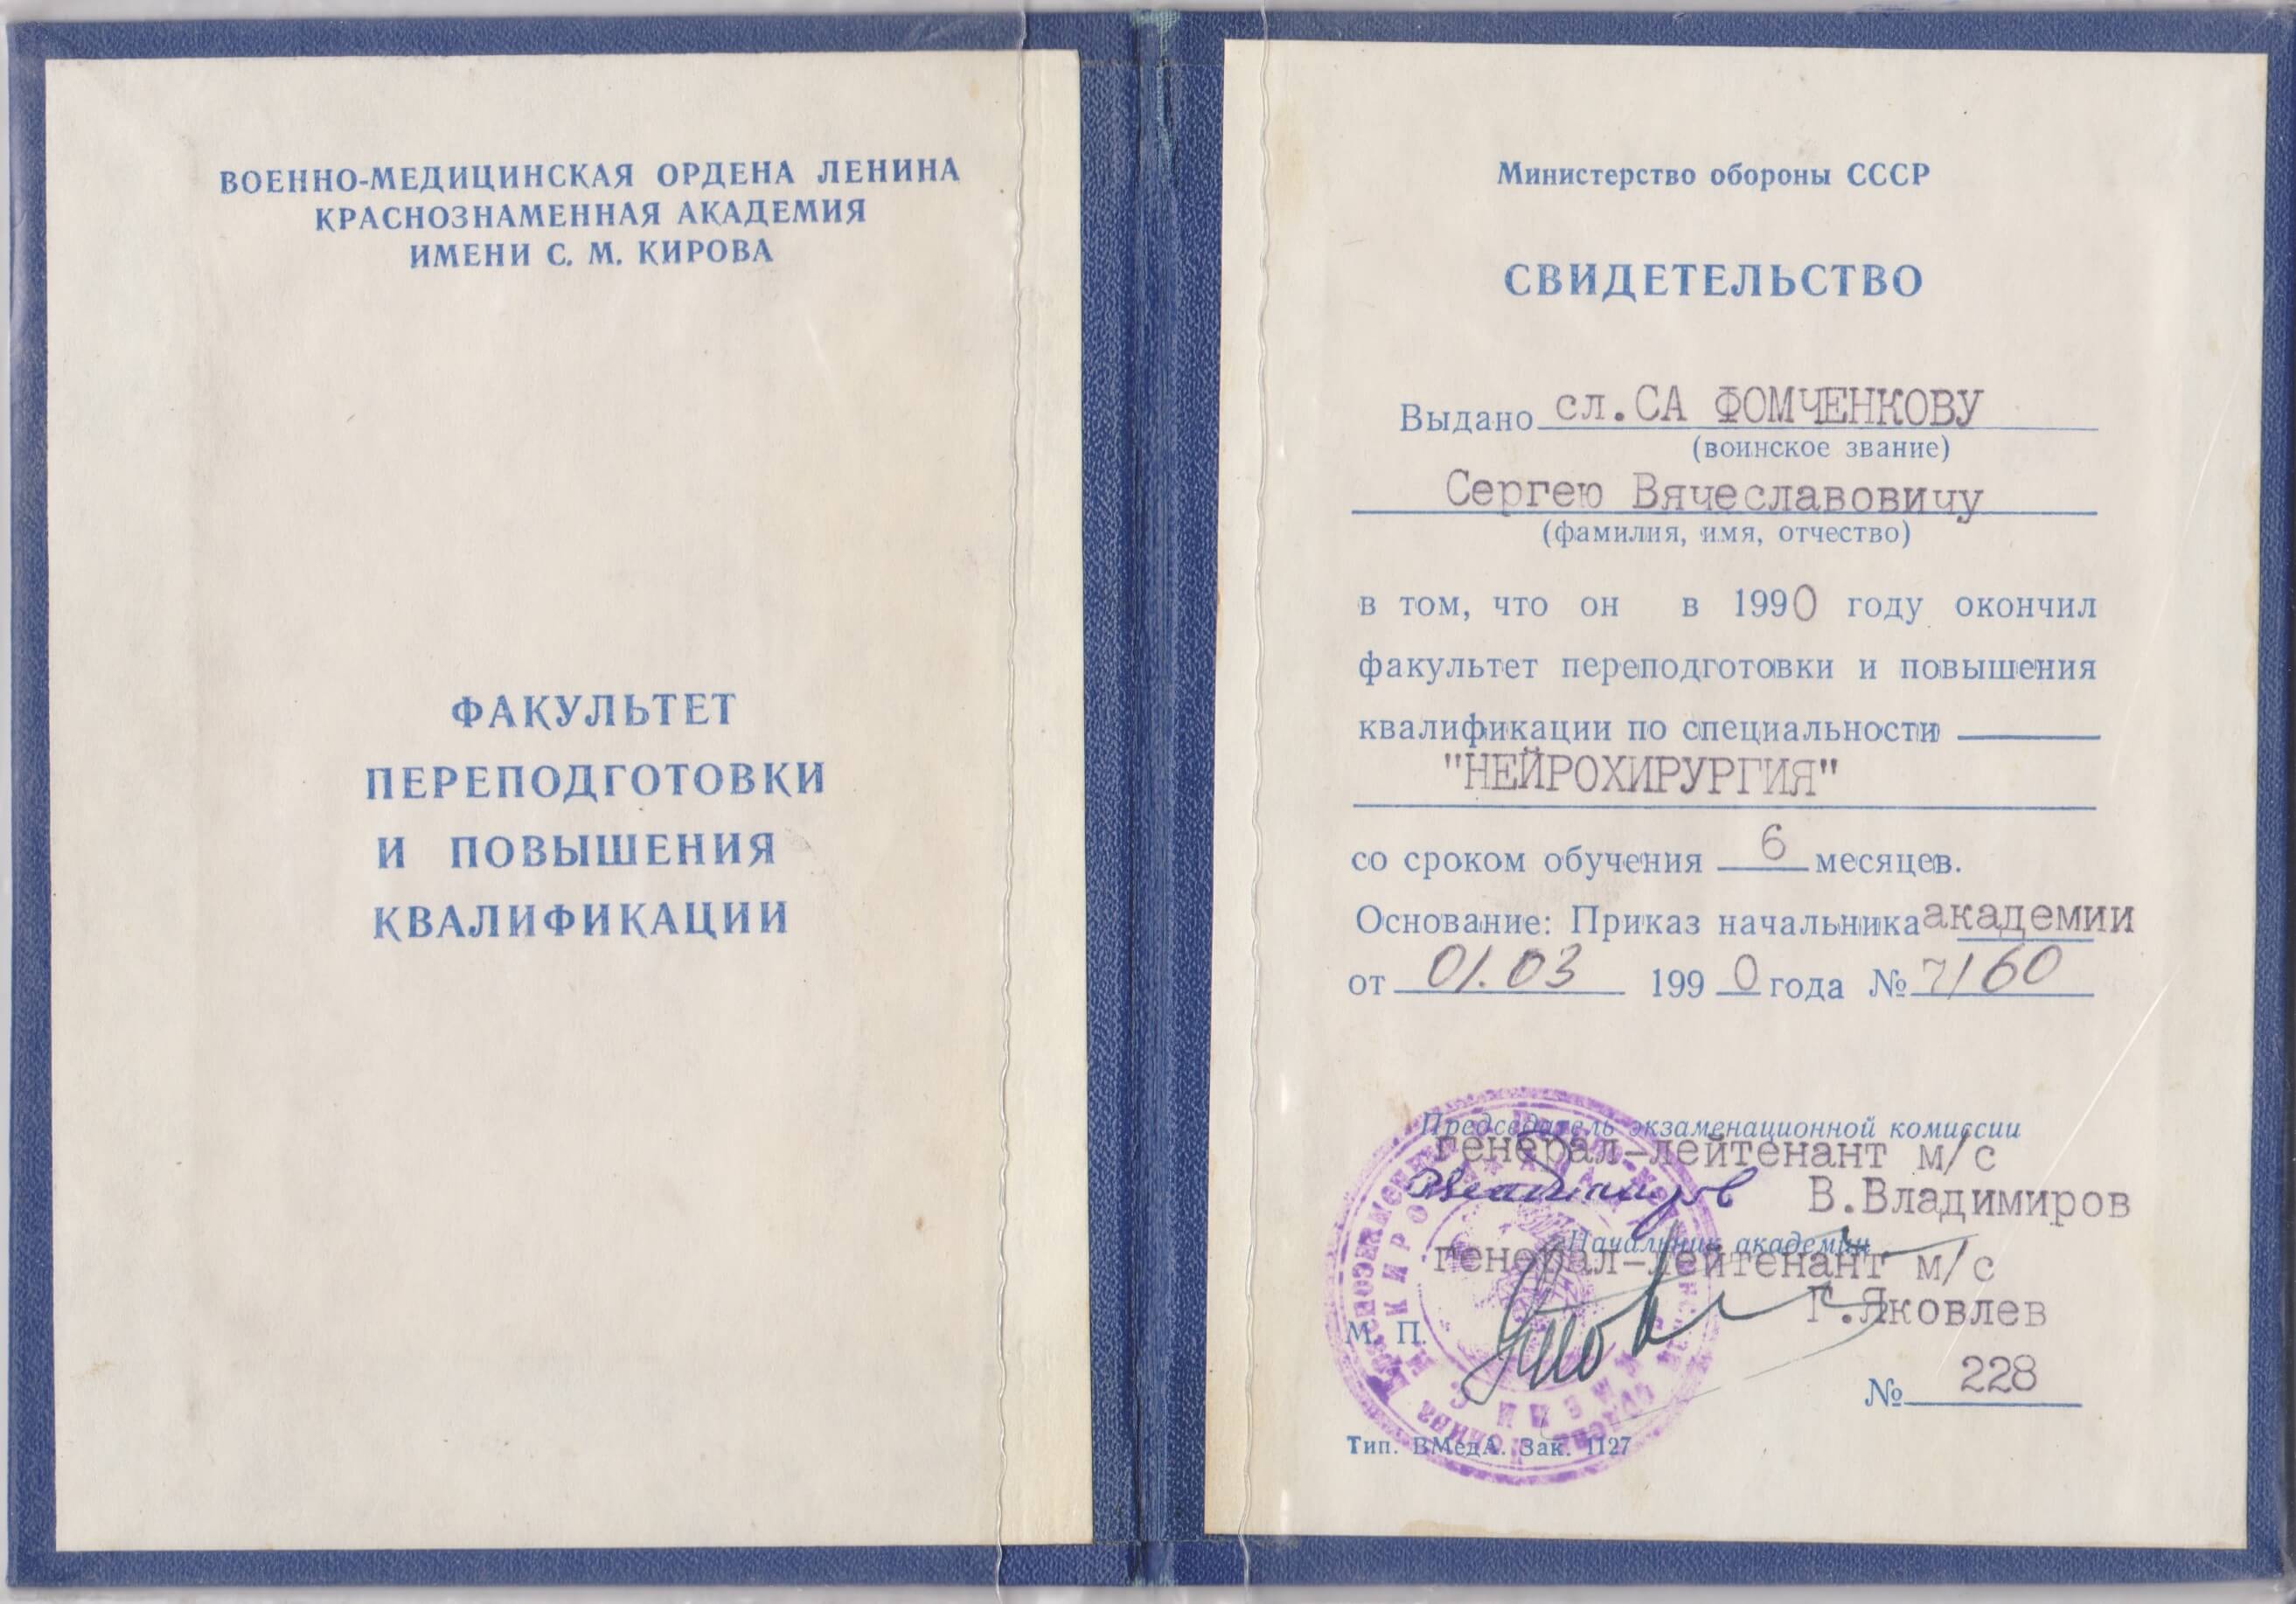 ВОЕННО-МЕДИЦИНСКАЯ ОРДЕНА ЛЕНИНА
КРАСНОЗНАМЕННАЯ АКАДЕМИЯ
ИМЕНИ С. М. КИРОВА
ФАКУЛЬТЕТ
ПЕРЕПОДГОТОВКИ
И ПОВЫШЕНИЯ
КВАЛИФИКАЦИИ
Министерство обороны СССР
СВИДЕТЕЛЬСТВО
Выдано сл.СА ФОМЧЕНКОВУ
(воинское звание)
Сергею Вячеславовичу
(фамилия, имя, отчество)
в том, что он в 1990 году окончил
факультет переподготовки и повышения
квалификации по специальности
"НЕЙРОХИРУРГИЯ"
со сроком обучения 6 месяцев.
Основание: Приказ начальника академии
от 01.03 1990 года № 7/60
Председатель экзаменационной комиссии
генерал-лейтенант м/с
В.Владимиров
Начальник академии
генерал-лейтенант м/с
Г.Яковлев
М. П.
№ 228
Тип. ВМедА. Зак. 1127